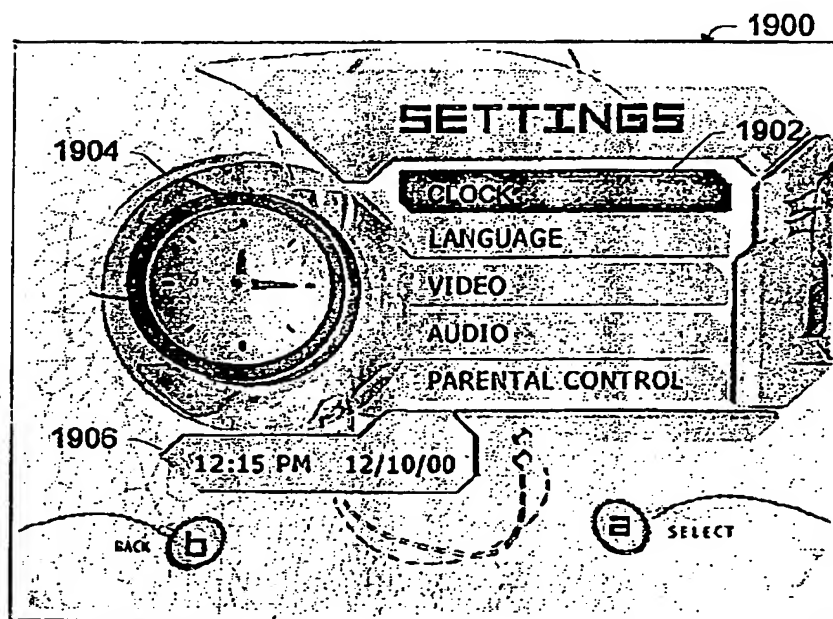 1900
SETTINGS
1902
1904
CLOCK
LANGUAGE
VIDEO
AUDIO
PARENTAL CONTROL
1906
12:15 PM 12/10/00
BACK b
a SELECT